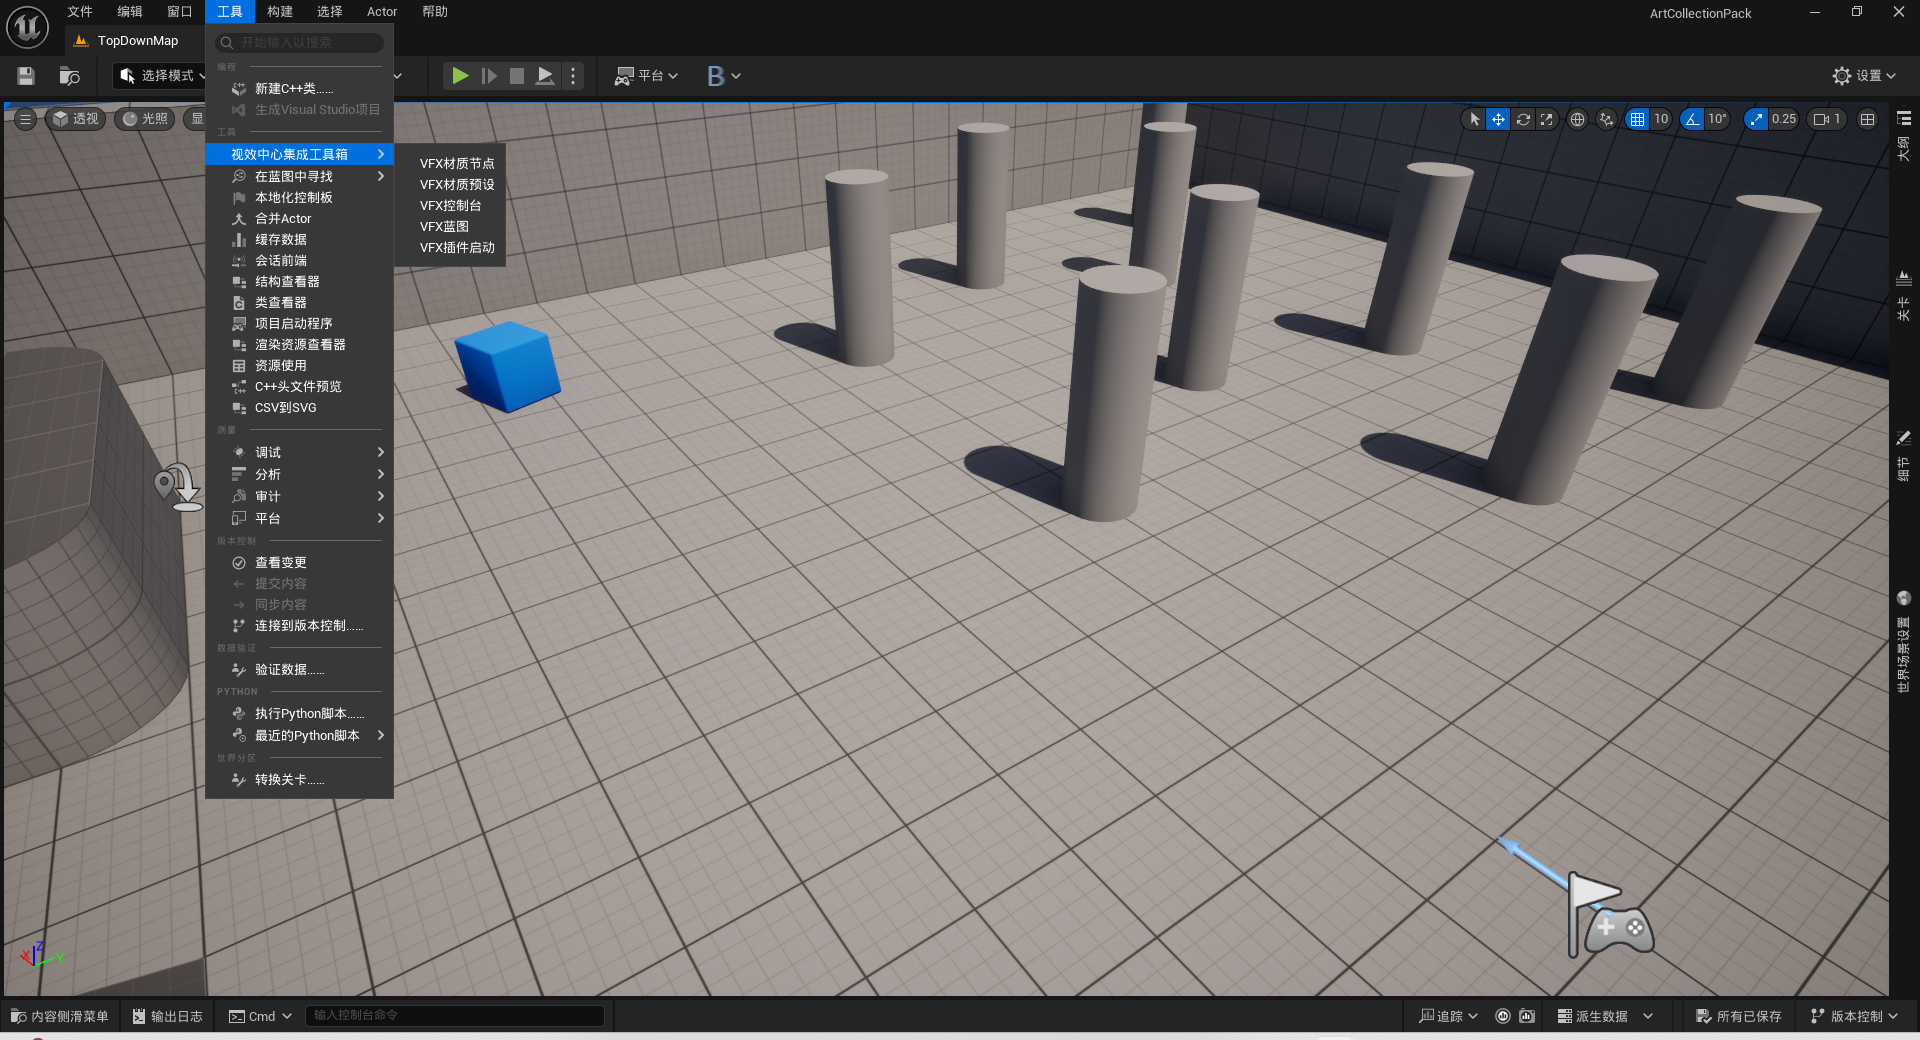 文件 编辑 窗口 工具 构建 选择 Actor 帮助
ArtCollectionPack
TopDownMap
选择模式
平台
设置
开始输入以搜索
编程
新建C++类......
生成Visual Studio项目
工具
视效中心集成工具箱
在蓝图中寻找
本地化控制板
合并Actor
缓存数据
会话前端
结构查看器
类查看器
项目启动程序
渲染资源查看器
资源使用
C++头文件预览
CSV到SVG
测量
调试
分析
审计
平台
版本控制
查看变更
提交内容
同步内容
连接到版本控制......
数据验证
验证数据......
PYTHON
执行Python脚本......
最近的Python脚本
世界分区
转换关卡......
VFX材质节点
VFX材质预设
VFX控制台
VFX蓝图
VFX插件启动
透视 光照 显
10 10° 0.25 1
大纲
关卡
细节
世界场景设置
Z
X
Y
内容侧滑菜单 输出日志 Cmd 输入控制台命令
追踪 派生数据 所有已保存 版本控制